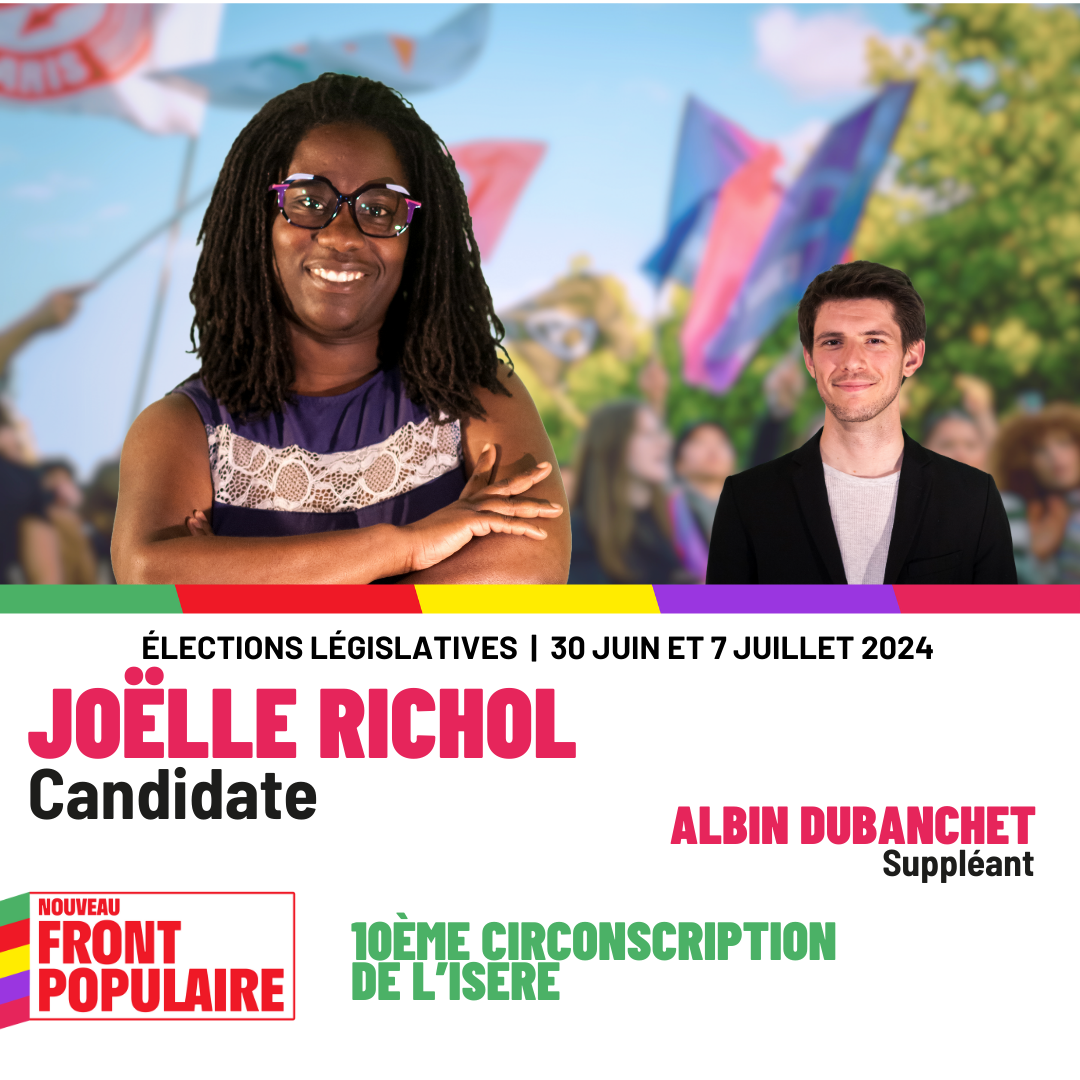 ARIS
ÉLECTIONS LÉGISLATIVES | 30 JUIN ET 7 JUILLET 2024
JOËLLE RICHOL
Candidate
ALBIN DUBANCHET
Suppléant
NOUVEAU
FRONT
POPULAIRE
10ÈME CIRCONSCRIPTION
DE L'ISERE